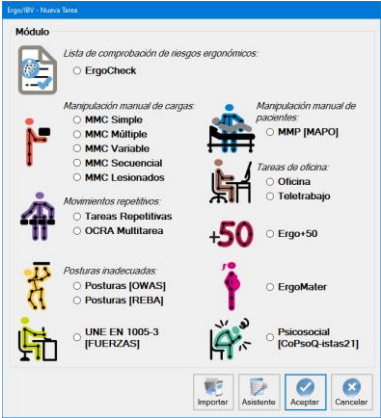 Ergo/IBV - Nueva Tarea
Módulo
Lista de comprobación de riesgos ergonómicos:
ErgoCheck
Manipulación manual de cargas:
MMC Simple
MMC Múltiple
MMC Variable
MMC Secuencial
MMC Lesionados
Manipulación manual de
pacientes:
MMP [MAPO]
Movimientos repetitivos:
Tareas Repetitivas
OCRA Multitarea
Tareas de oficina:
Oficina
Teletrabajo
+50
Ergo+50
Posturas inadecuadas:
Posturas [OWAS]
Posturas [REBA]
ErgoMater
UNE EN 1005-3
[FUERZAS]
Psicosocial
[CoPsoQ-istas21]
Importar
Asistente
Aceptar
Cancelar